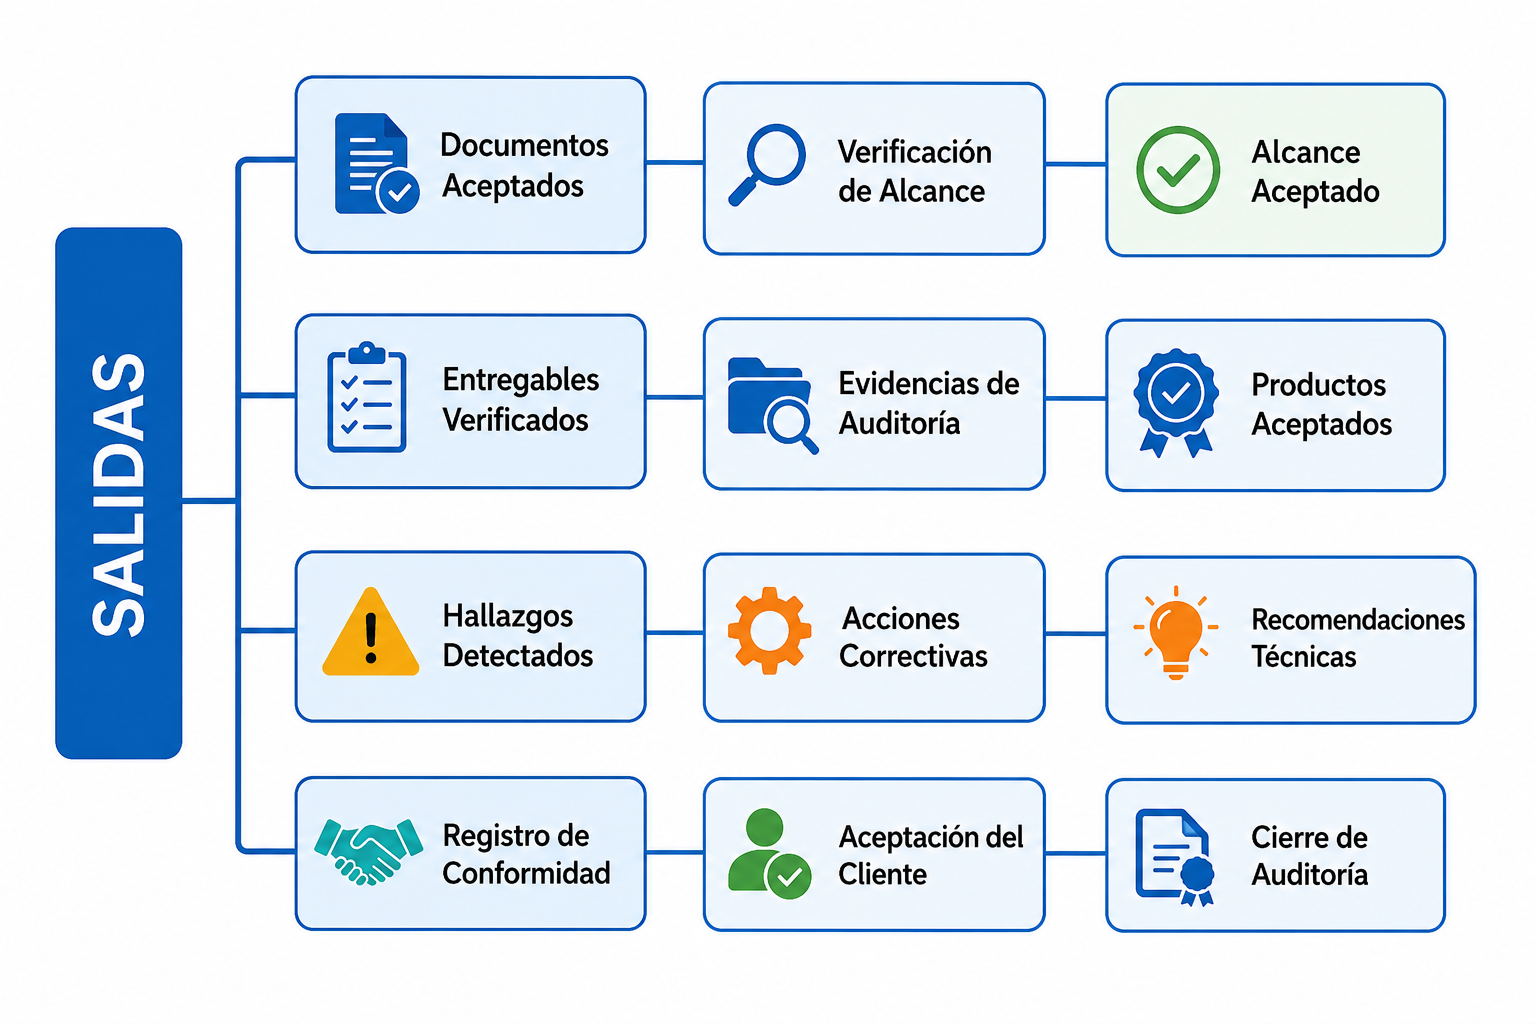 SALIDAS
Documentos
Aceptados
Verificación
de Alcance
Alcance
Aceptado
Entregables
Verificados
Evidencias de
Auditoría
Productos
Aceptados
Hallazgos
Detectados
Acciones
Correctivas
Recomendaciones
Técnicas
Registro de
Conformidad
Aceptación del
Cliente
Cierre de
Auditoría